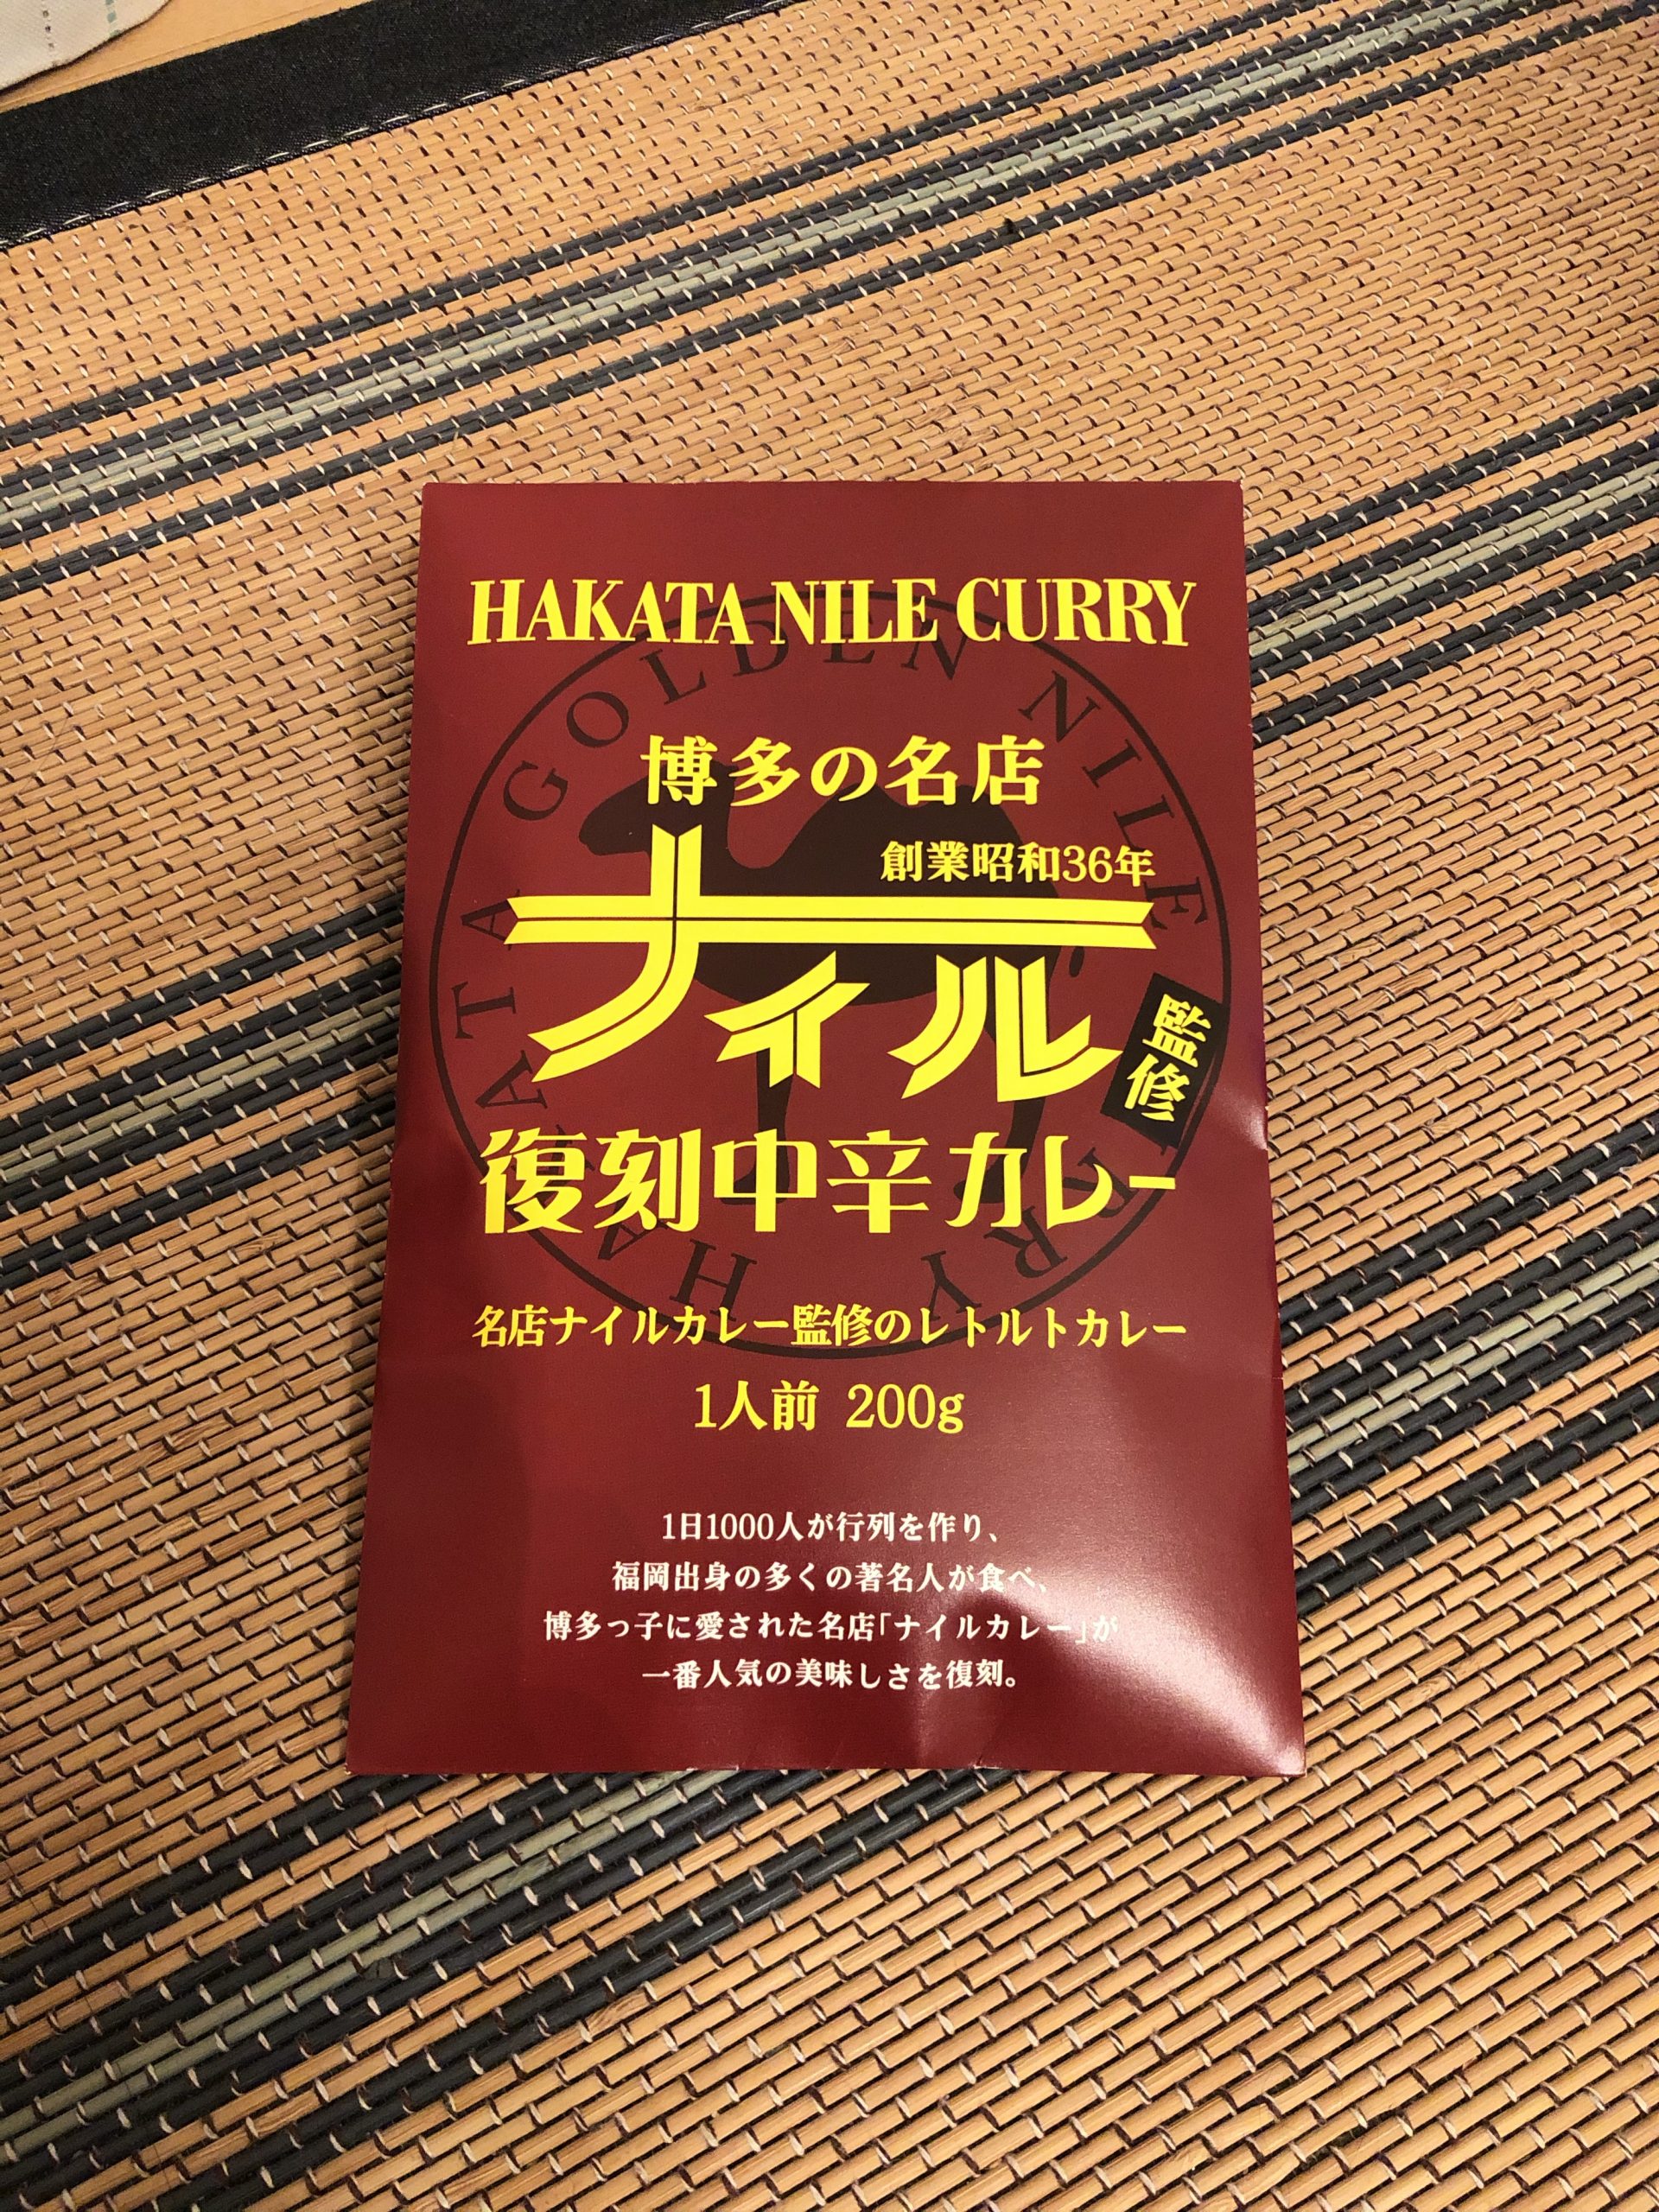 HAKATA NILE CURRY
HAKATA GOLDEN NILE
博多の名店
創業昭和36年
ナイル
監修
復刻中辛カレー
名店ナイルカレー監修のレトルトカレー
1人前 200g
1日1000人が行列を作り、
福岡出身の多くの著名人が食べ、
博多っ子に愛された名店「ナイルカレー」が
一番人気の美味しさを復刻。